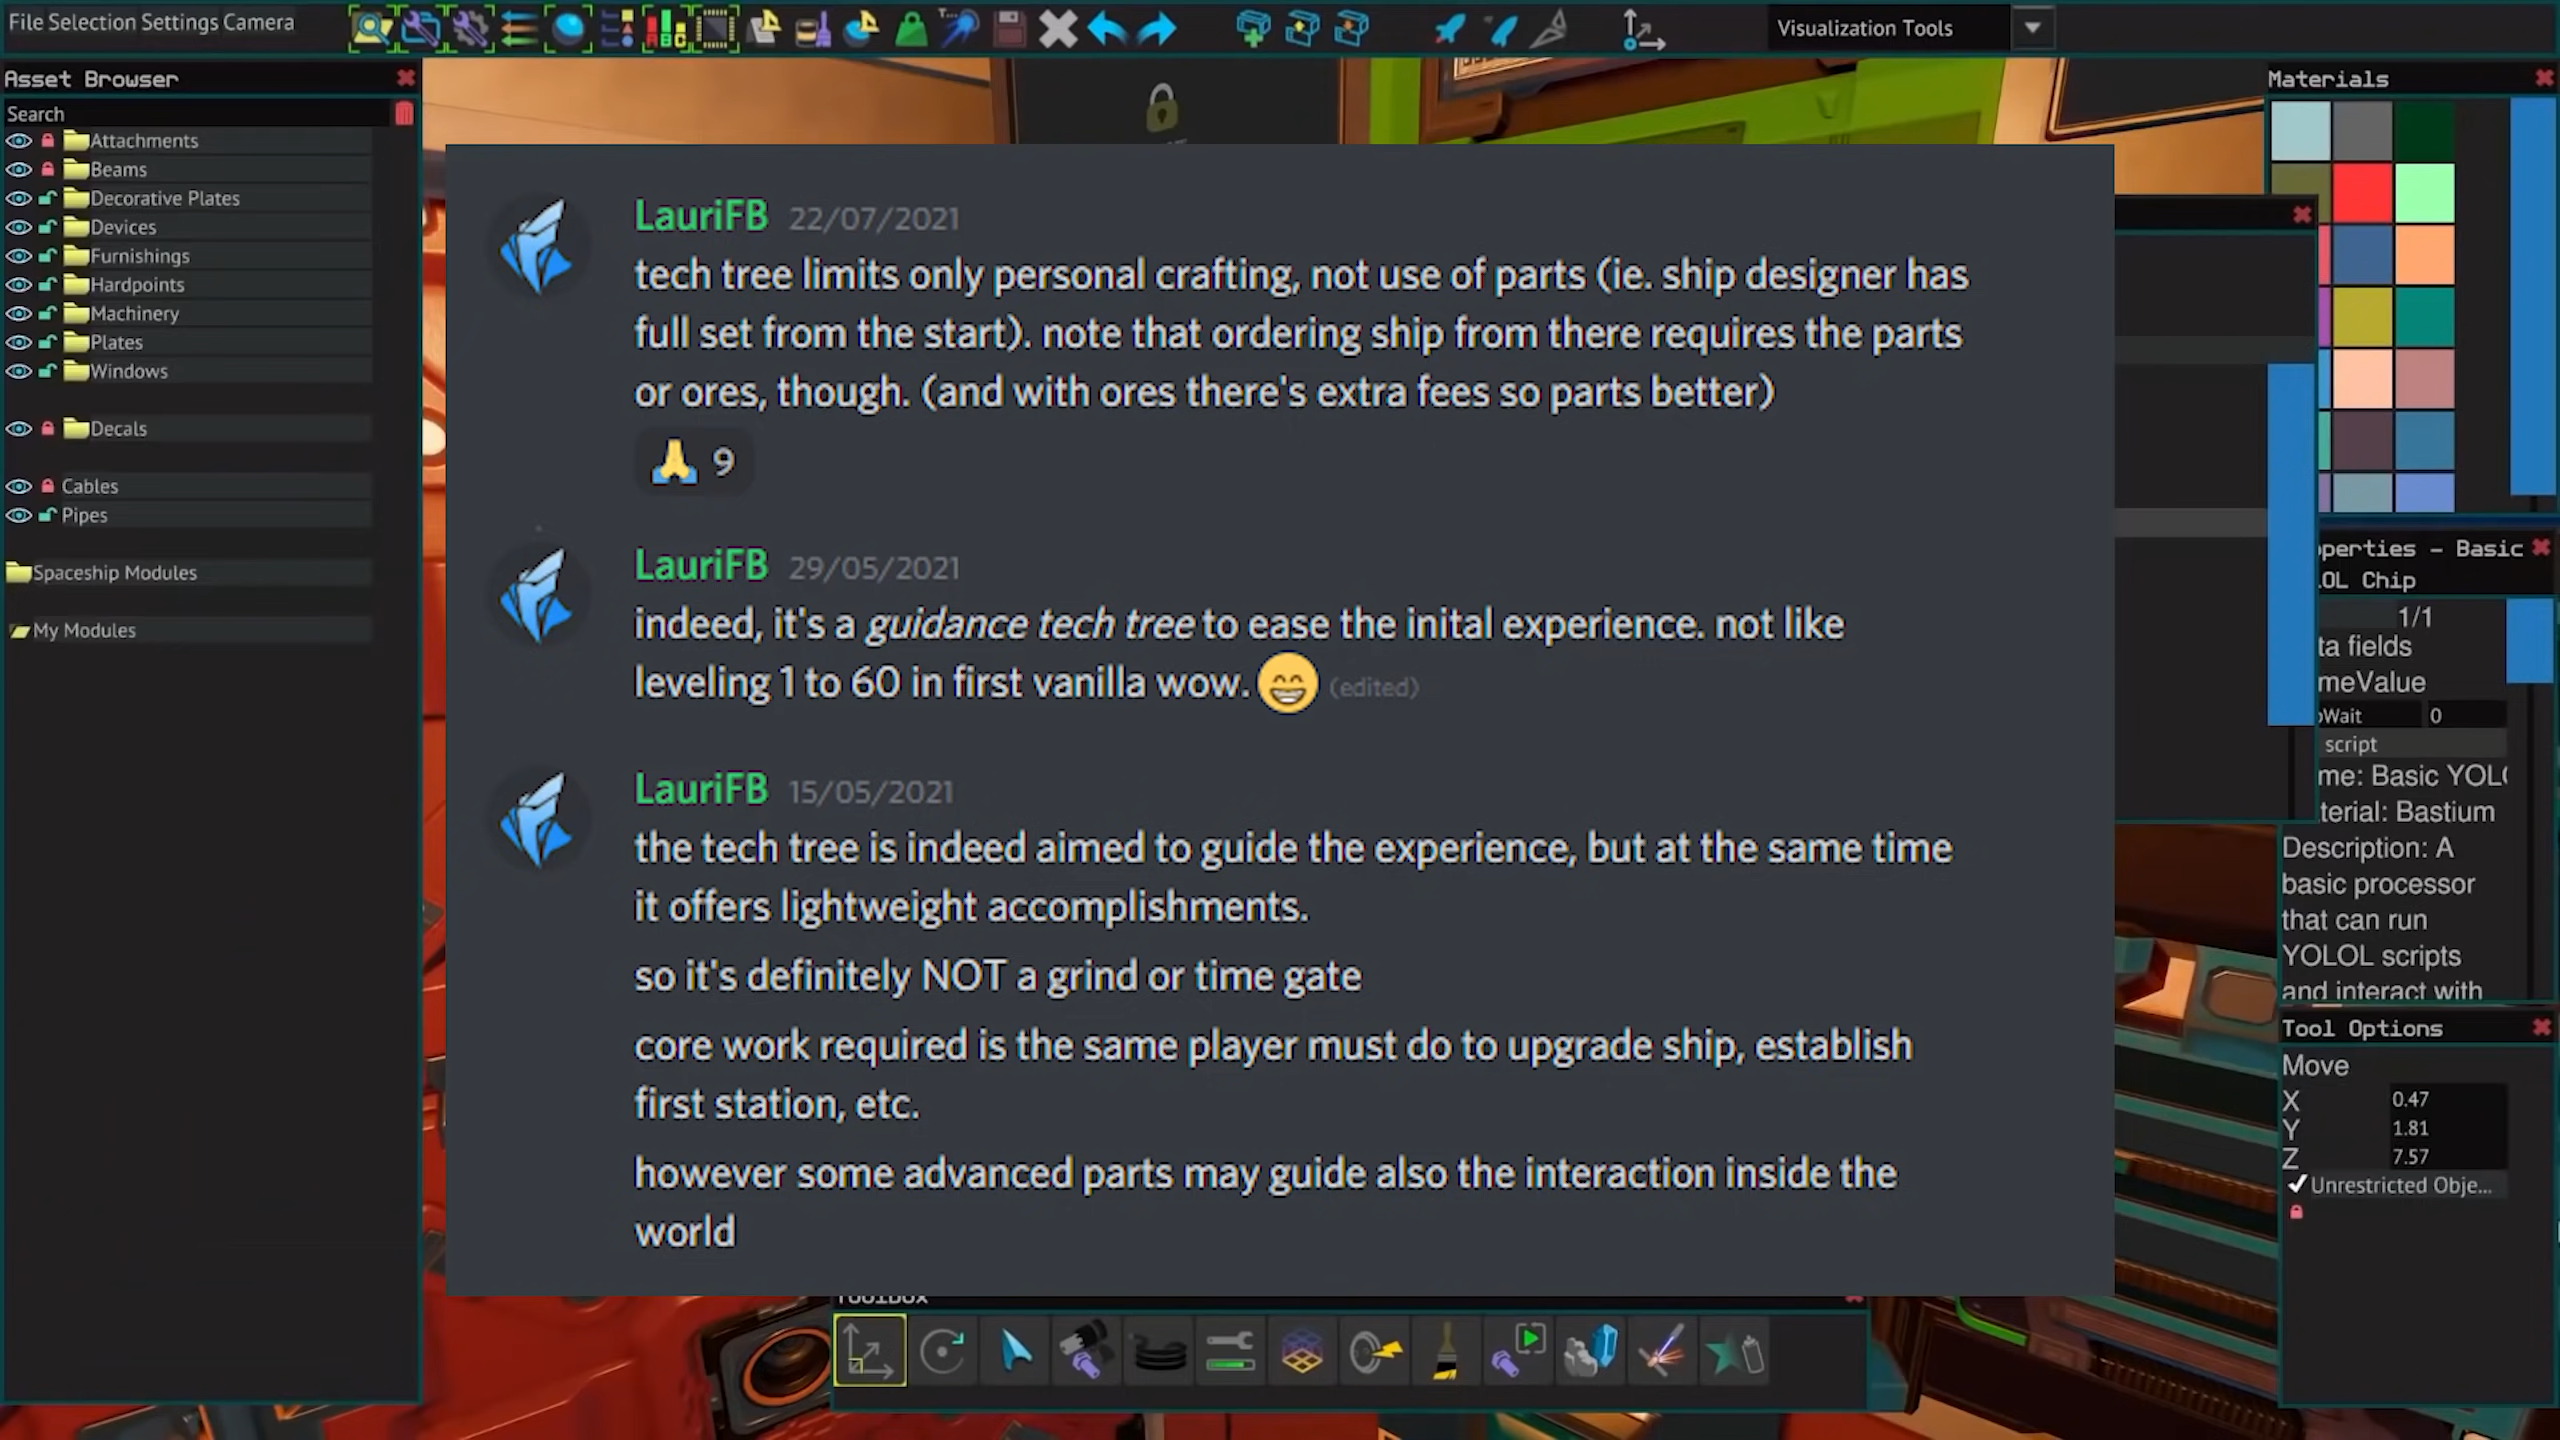 File Selection Settings Camera
Visualization Tools
Asset Browser
Search
Attachments
Beams
Decorative Plates
Devices
Furnishings
Hardpoints
Machinery
Plates
Windows
Decals
Cables
Pipes
Spaceship Modules
My Modules
LauriFB 22/07/2021
tech tree limits only personal crafting, not use of parts (ie. ship designer has
full set from the start). note that ordering ship from there requires the parts
or ores, though. (and with ores there's extra fees so parts better)
🙏 9
LauriFB 29/05/2021
indeed, it's a guidance tech tree to ease the inital experience. not like
leveling 1 to 60 in first vanilla wow. 😁 (edited)
LauriFB 15/05/2021
the tech tree is indeed aimed to guide the experience, but at the same time
it offers lightweight accomplishments.
so it's definitely NOT a grind or time gate
core work required is the same player must do to upgrade ship, establish
first station, etc.
however some advanced parts may guide also the interaction inside the
world
Toolbox
Materials
perties - Basic
OL Chip
1/1
ta fields
meValue
Wait 0
script
me: Basic YOL
terial: Bastium
Description: A
basic processor
that can run
YOLOL scripts
and interact with
Tool Options
Move
X 0.47
Y 1.81
Z 7.57
Unrestricted Obje...